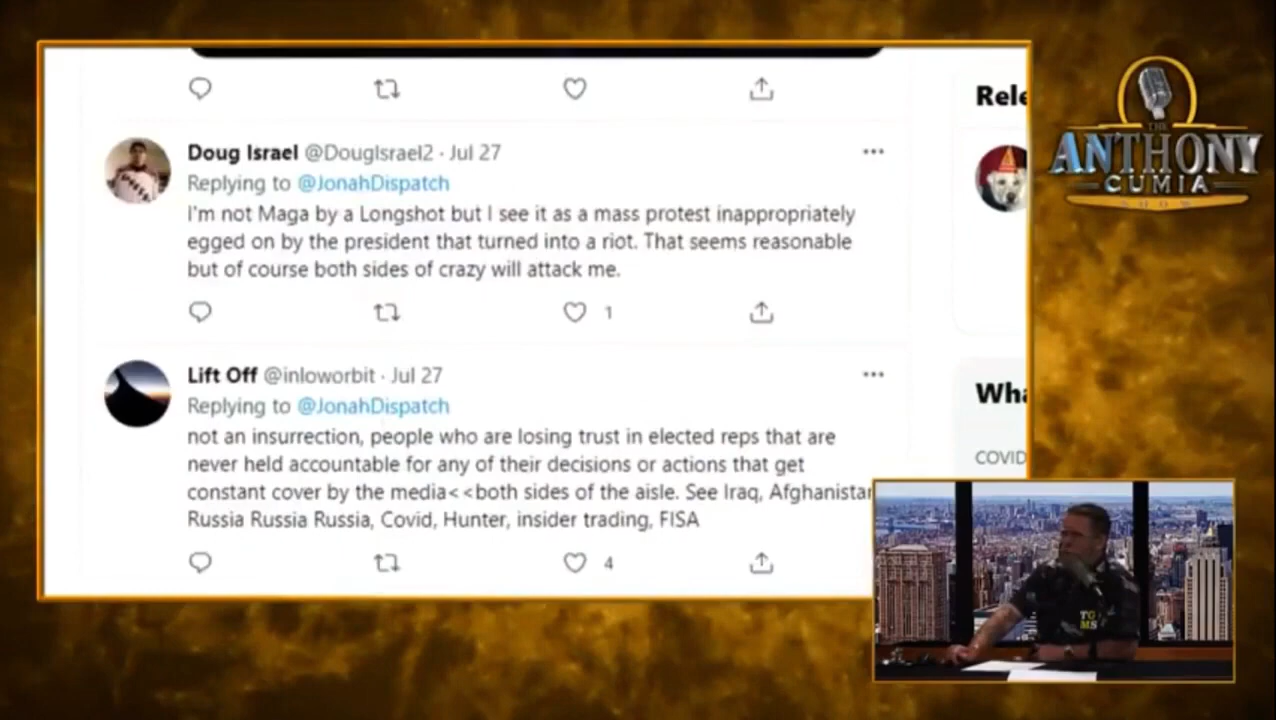 Doug Israel @DougIsrael2 · Jul 27
Replying to @JonahDispatch
I'm not Maga by a Longshot but I see it as a mass protest inappropriately
egged on by the president that turned into a riot. That seems reasonable
but of course both sides of crazy will attack me.
1
Lift Off @inloworbit · Jul 27
Replying to @JonahDispatch
not an insurrection, people who are losing trust in elected reps that are
never held accountable for any of their decisions or actions that get
constant cover by the media<<both sides of the aisle. See Iraq, Afghanistan
Russia Russia Russia, Covid, Hunter, insider trading, FISA
4
Rele
Wha
COVID
THE
ANTHONY
CUMIA
SHOW
TG
MS